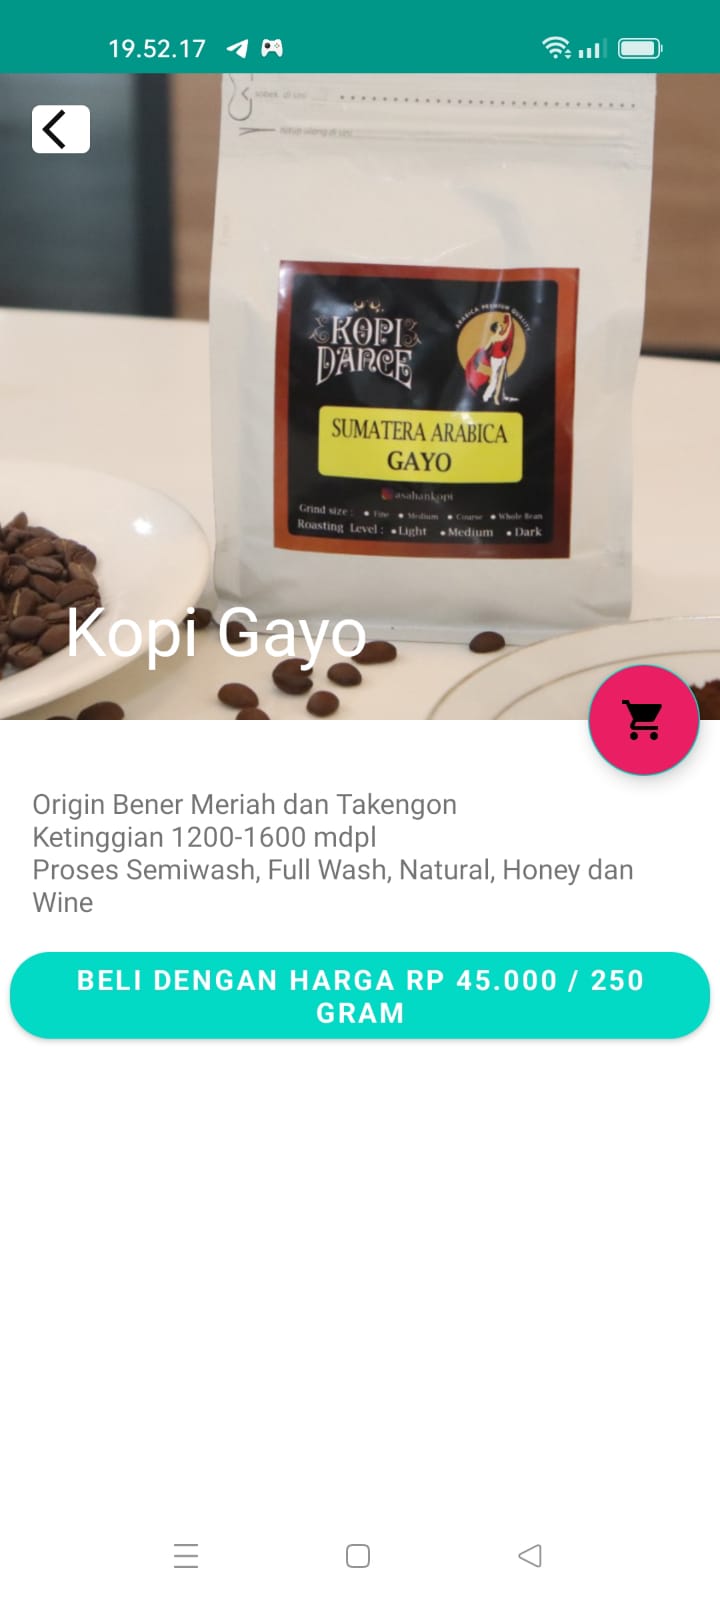 19.52.17
sobek di sini
tutup ulang di sini
KOPI
DANCE
ARABICA PREMIUM QUALITY
SUMATERA ARABICA
GAYO
asahankopi
Grind size : • Fine • Medium • Coarse • Whole Bean
Roasting Level : • Light • Medium • Dark
Kopi Gayo
Origin Bener Meriah dan Takengon
Ketinggian 1200-1600 mdpl
Proses Semiwash, Full Wash, Natural, Honey dan
Wine
BELI DENGAN HARGA RP 45.000 / 250
GRAM